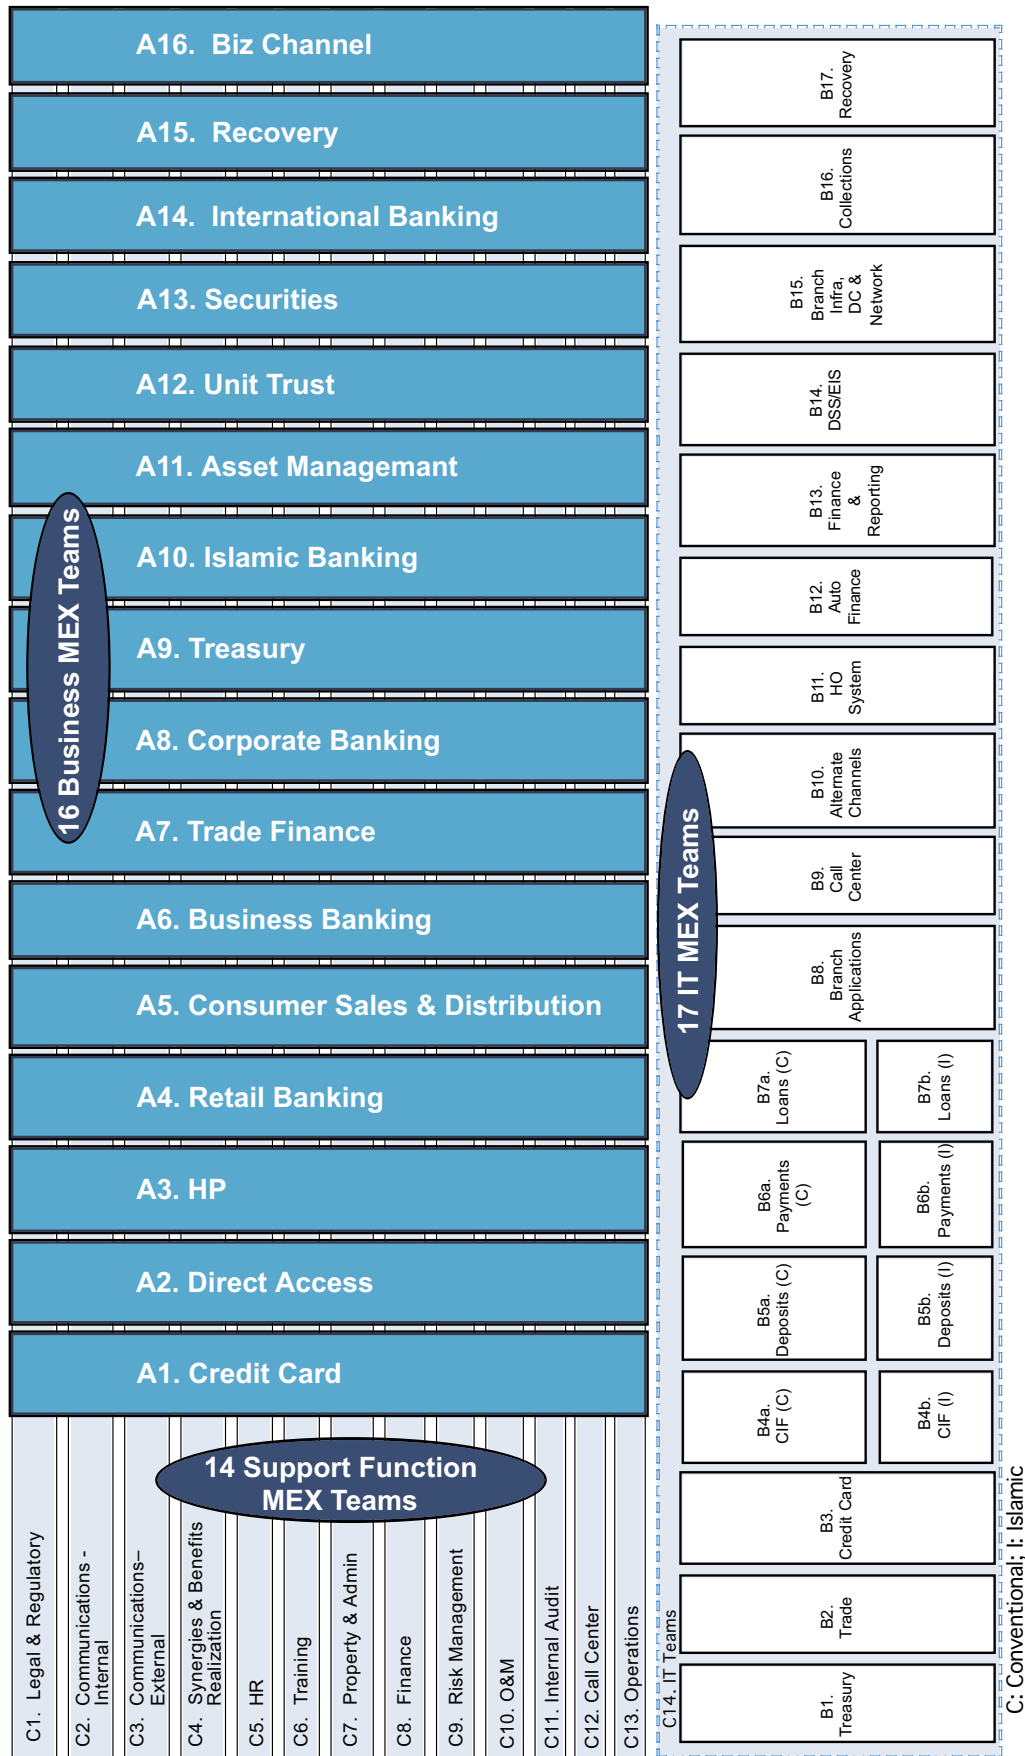 A16. Biz Channel
A15. Recovery
A14. International Banking
A13. Securities
A12. Unit Trust
A11. Asset Managemant
A10. Islamic Banking
A9. Treasury
A8. Corporate Banking
A7. Trade Finance
A6. Business Banking
A5. Consumer Sales & Distribution
A4. Retail Banking
A3. HP
A2. Direct Access
A1. Credit Card
16 Business MEX Teams
14 Support Function
MEX Teams
C1. Legal & Regulatory
C2. Communications -
Internal
C3. Communications–
External
C4. Synergies & Benefits
Realization
C5. HR
C6. Training
C7. Property & Admin
C8. Finance
C9. Risk Management
C10. O&M
C11. Internal Audit
C12. Call Center
C13. Operations
C14. IT Teams
17 IT MEX Teams
B17.
Recovery
B16.
Collections
B15.
Branch
Infra,
DC &
Network
B14.
DSS/EIS
B13.
Finance
&
Reporting
B12.
Auto
Finance
B11.
HO
System
B10.
Alternate
Channels
B9.
Call
Center
B8.
Branch
Applications
B7a.
Loans (C)
B7b.
Loans (I)
B6a.
Payments
(C)
B6b.
Payments (I)
B5a.
Deposits (C)
B5b.
Deposits (I)
B4a.
CIF (C)
B4b.
CIF (I)
B3.
Credit Card
B2.
Trade
B1.
Treasury
C: Conventional; I: Islamic